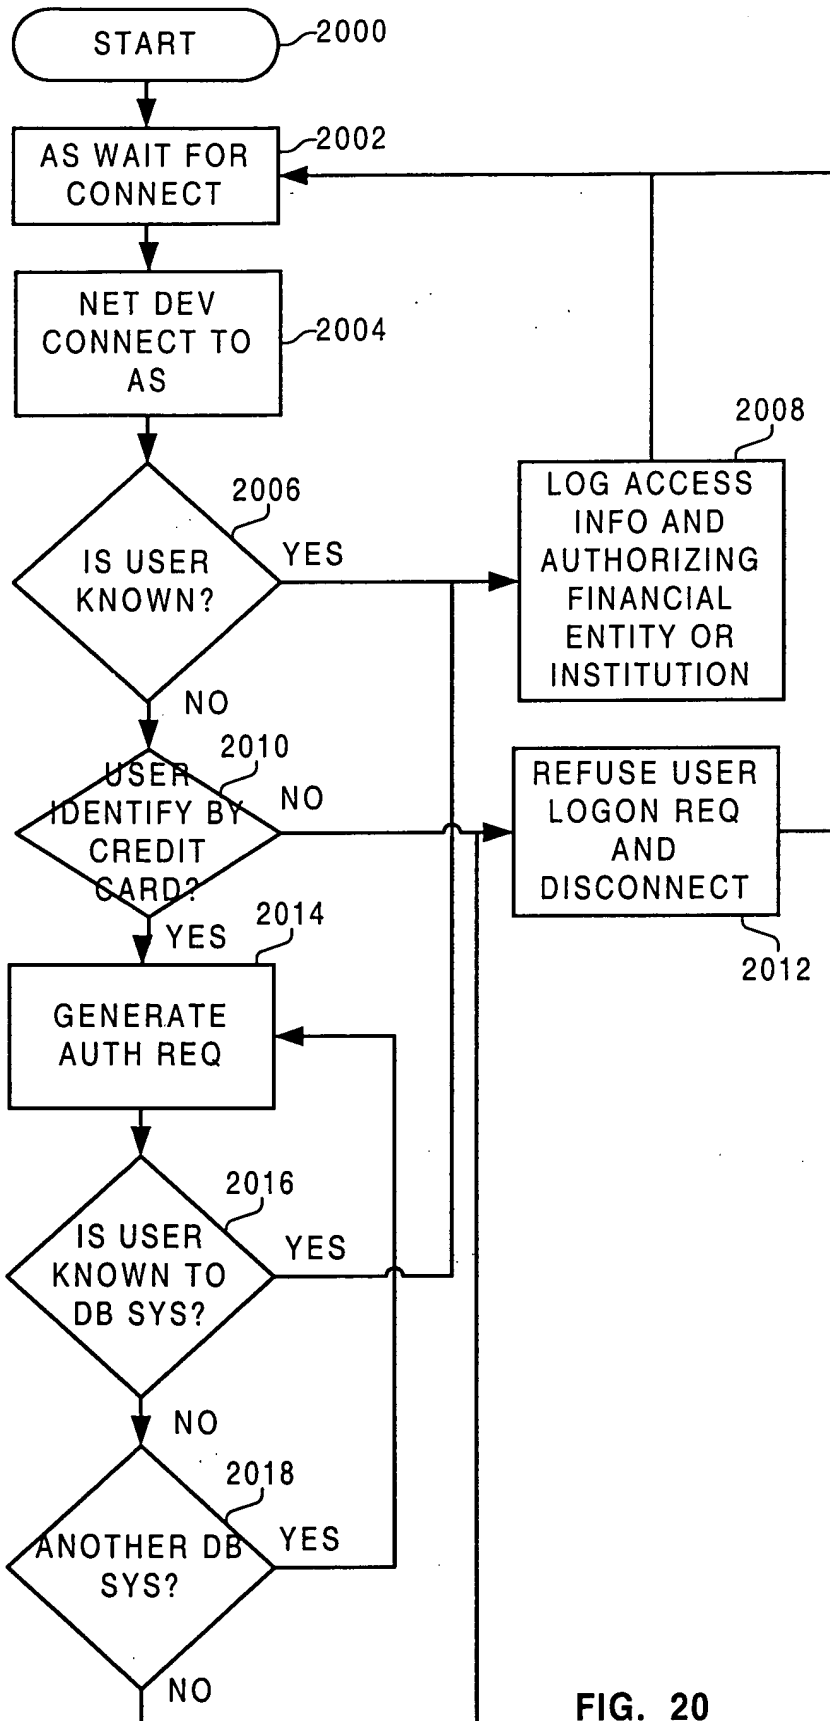 START
2000
AS WAIT FOR
CONNECT
2002
NET DEV
CONNECT TO
AS
2004
IS USER
KNOWN?
2006
YES
NO
LOG ACCESS
INFO AND
AUTHORIZING
FINANCIAL
ENTITY OR
INSTITUTION
2008
USER
IDENTIFY BY
CREDIT
CARD?
2010
NO
YES
REFUSE USER
LOGON REQ
AND
DISCONNECT
2012
GENERATE
AUTH REQ
2014
IS USER
KNOWN TO
DB SYS?
2016
YES
NO
ANOTHER DB
SYS?
2018
YES
NO
FIG. 20